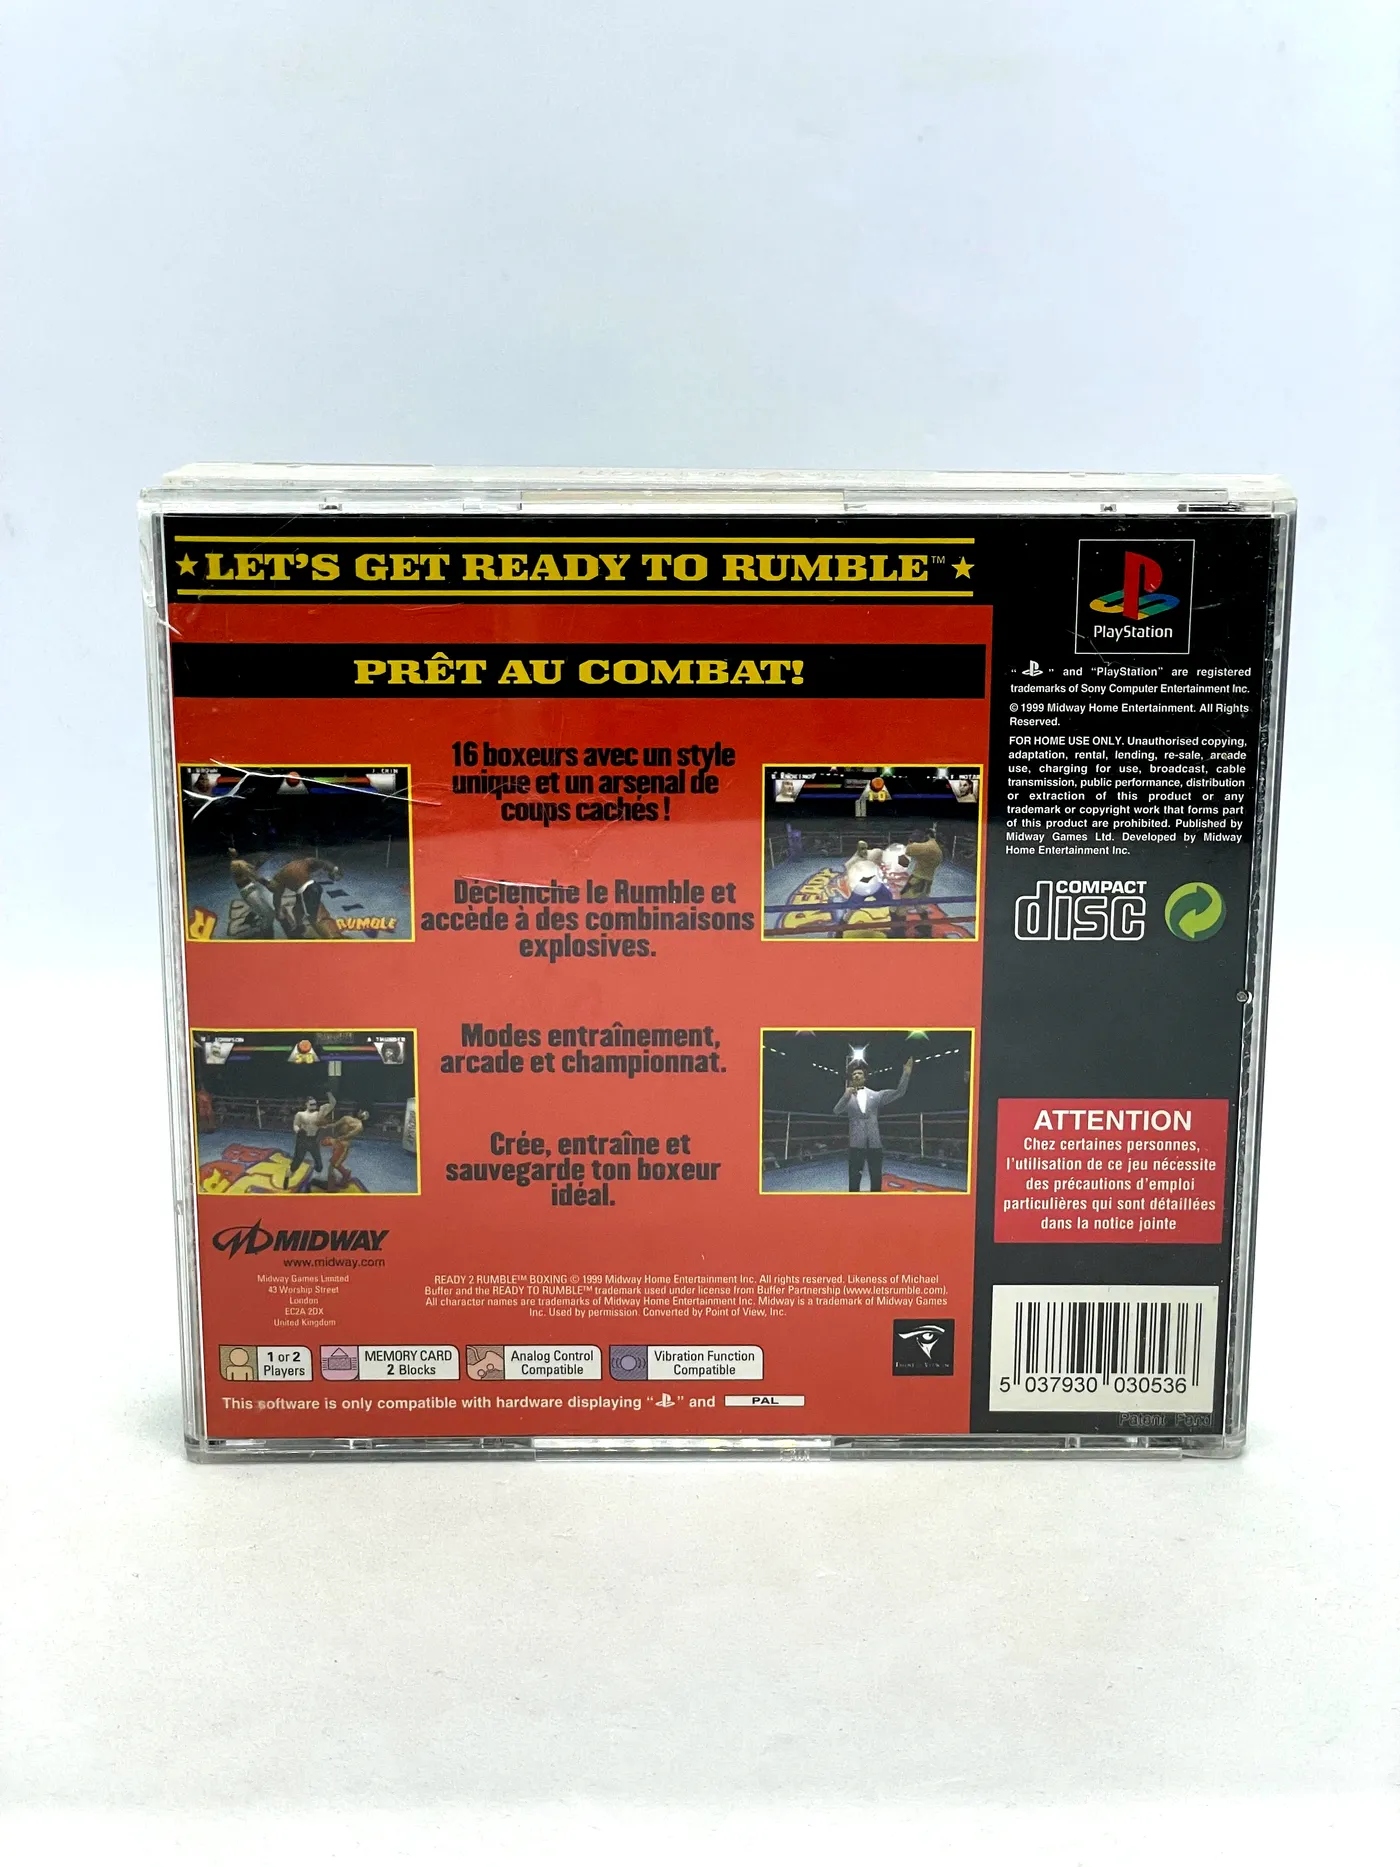 ★ LET'S GET READY TO RUMBLE™ ★
PRÊT AU COMBAT!
16 boxeurs avec un style
unique et un arsenal de
coups cachés !
Déclenche le Rumble et
accède à des combinaisons
explosives.
RUMBLE
READY
Modes entraînement,
arcade et championnat.
Crée, entraîne et
sauvegarde ton boxeur
idéal.
MIDWAY
www.midway.com
Midway Games Limited
43 Worship Street
London
EC2A 2DX
United Kingdom
READY 2 RUMBLE™ BOXING © 1999 Midway Home Entertainment Inc. All rights reserved. Likeness of Michael
Buffer and the READY TO RUMBLE™ trademark used under license from Buffer Partnership (www.letsrumble.com).
All character names are trademarks of Midway Home Entertainment Inc. Midway is a trademark of Midway Games
Inc. Used by permission. Converted by Point of View, Inc.
1 or 2
Players
MEMORY CARD
2 Blocks
Analog Control
Compatible
Vibration Function
Compatible
This software is only compatible with hardware displaying "PS" and PAL
PlayStation
"PS" and "PlayStation" are registered
trademarks of Sony Computer Entertainment Inc.
© 1999 Midway Home Entertainment. All Rights
Reserved.
FOR HOME USE ONLY. Unauthorised copying,
adaptation, rental, lending, re-sale, arcade
use, charging for use, broadcast, cable
transmission, public performance, distribution
or extraction of this product or any
trademark or copyright work that forms part
of this product are prohibited. Published by
Midway Games Ltd. Developed by Midway
Home Entertainment Inc.
COMPACT
disc
ATTENTION
Chez certaines personnes,
l'utilisation de ce jeu nécessite
des précautions d'emploi
particulières qui sont détaillées
dans la notice jointe
5 037930 030536
Patent Pend